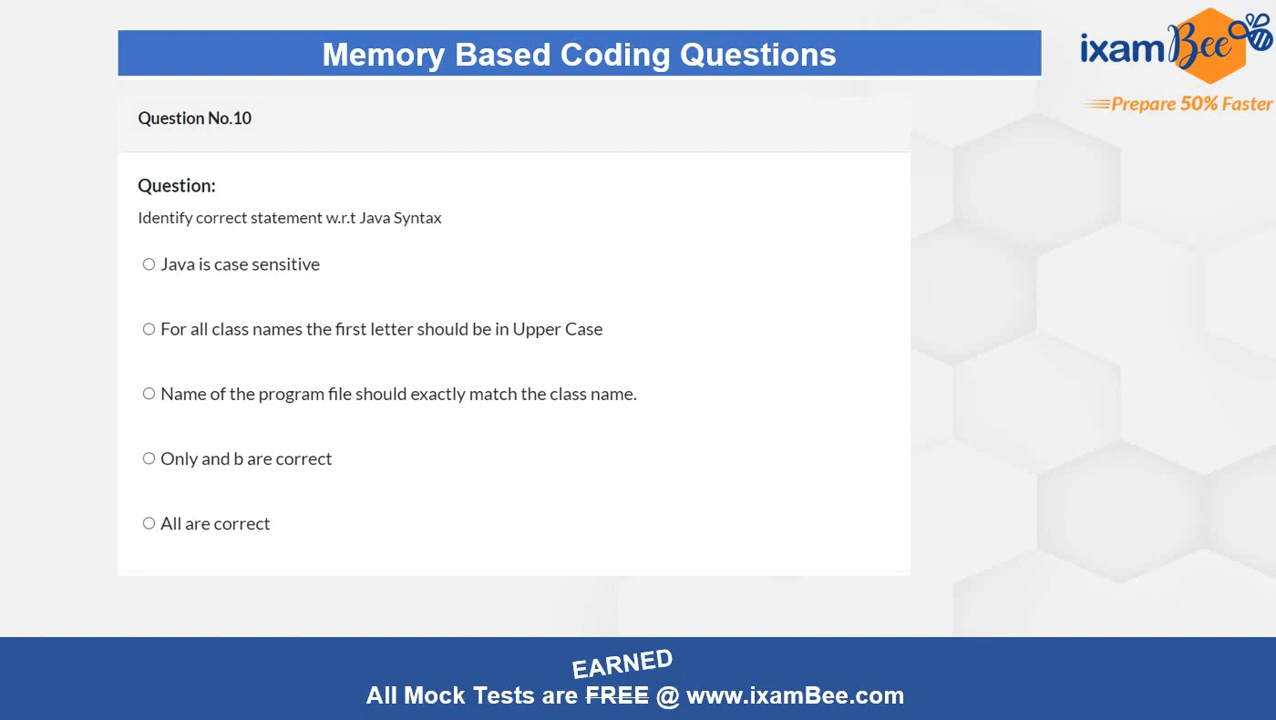 Memory Based Coding Questions
ixamBee
Prepare 50% Faster
Question No.10
Question:
Identify correct statement w.r.t Java Syntax
Java is case sensitive
For all class names the first letter should be in Upper Case
Name of the program file should exactly match the class name.
Only and b are correct
All are correct
EARNED
All Mock Tests are FREE @ www.ixamBee.com